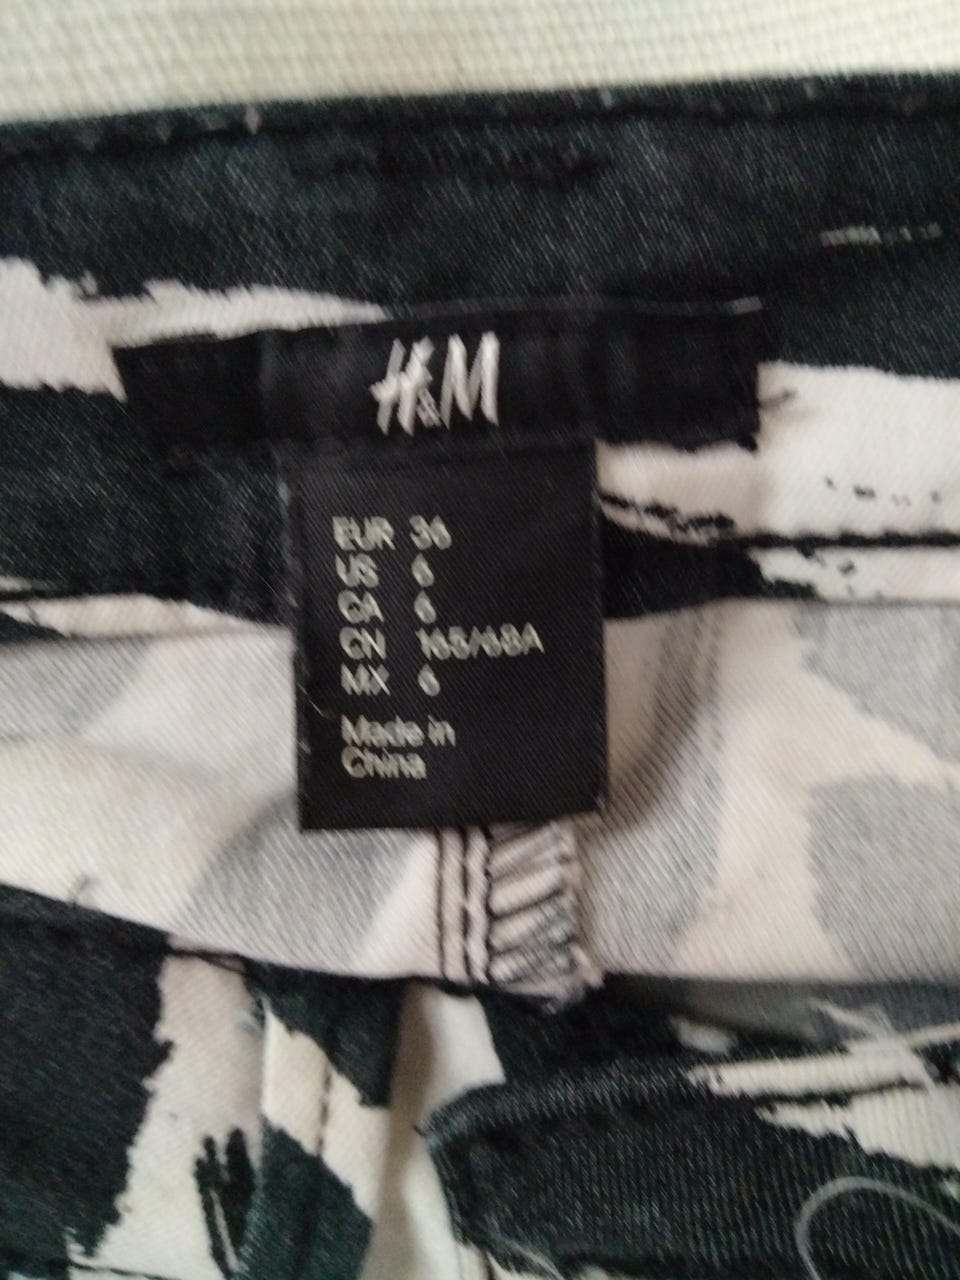 H&M
EUR 36
US 6
CA 6
CN 165/68A
MX 6
Made in
China